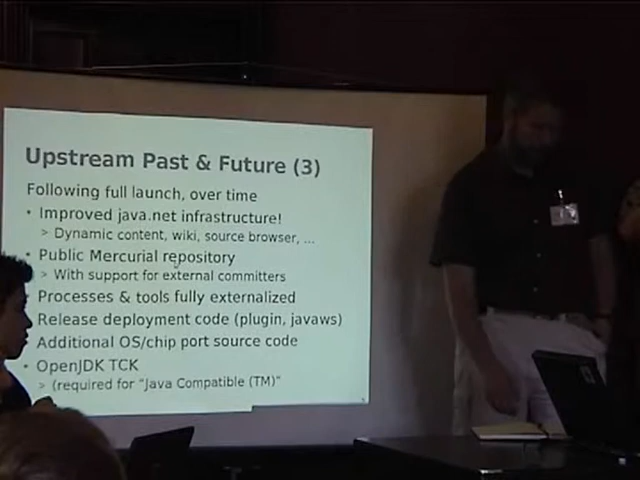 Upstream Past & Future (3)
Following full launch, over time
• Improved java.net infrastructure!
> Dynamic content, wiki, source browser, ...
• Public Mercurial repository
> With support for external committers
Processes & tools fully externalized
Release deployment code (plugin, javaws)
Additional OS/chip port source code
• OpenJDK TCK
> (required for "Java Compatible (TM)"